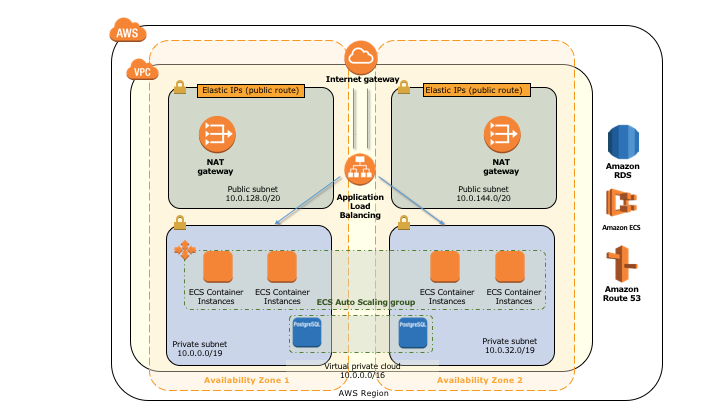 AWS
VPC
Internet gateway
Elastic IPs (public route)
Elastic IPs (public route)
NAT
gateway
NAT
gateway
Public subnet
10.0.128.0/20
Public subnet
10.0.144.0/20
Application
Load
Balancing
ECS Container
Instances
ECS Container
Instances
ECS Container
Instances
ECS Container
Instances
ECS Auto Scaling group
PostgreSQL
PostgreSQL
Private subnet
10.0.0.0/19
Private subnet
10.0.32.0/19
Virtual private cloud
10.0.0.0/16
Availability Zone 1
Availability Zone 2
AWS Region
Amazon
RDS
Amazon ECS
Amazon
Route 53